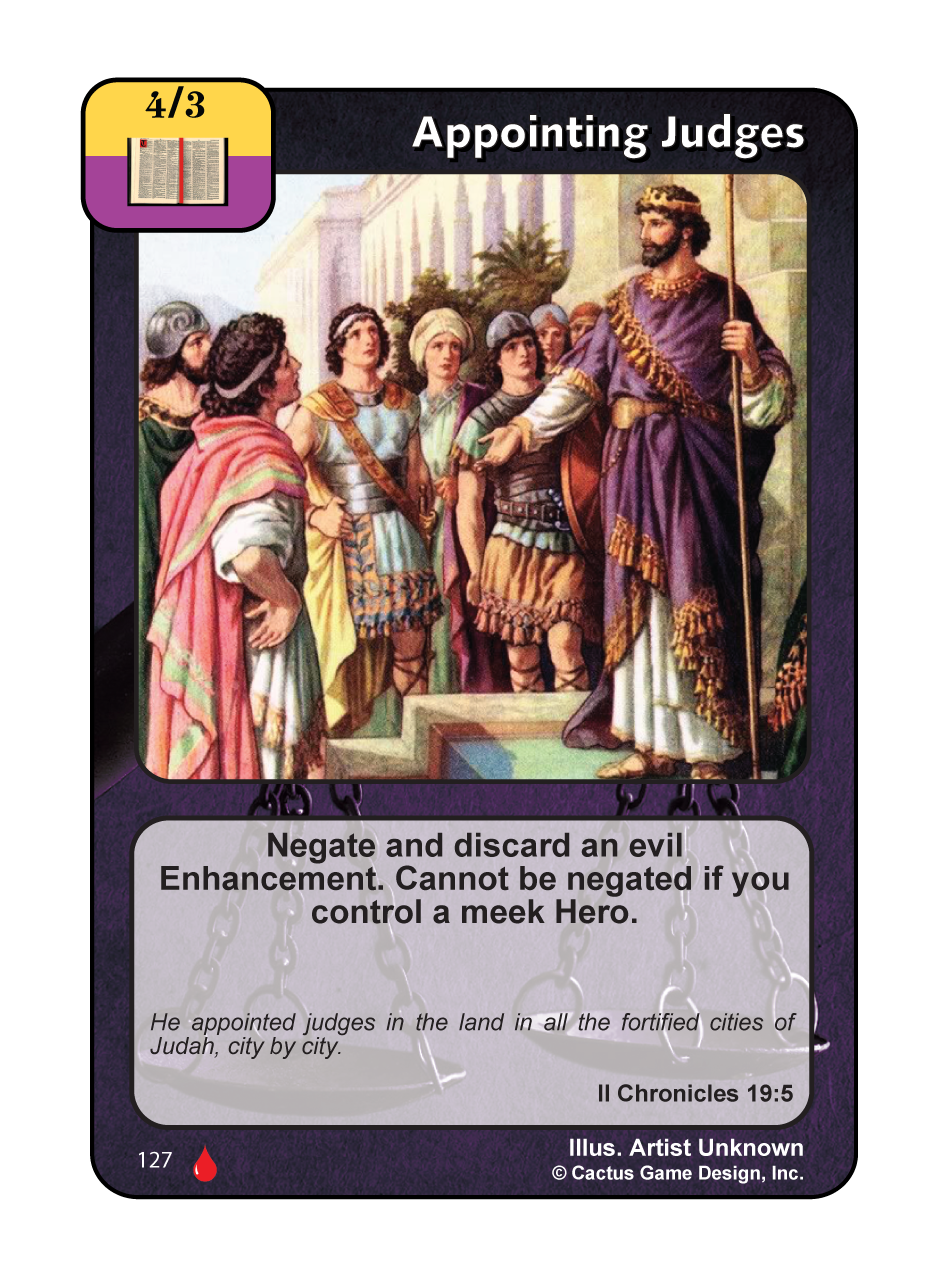 4/3
Appointing Judges
Negate and discard an evil
Enhancement. Cannot be negated if you
control a meek Hero.
He appointed judges in the land in all the fortified cities of
Judah, city by city.
II Chronicles 19:5
127
Illus. Artist Unknown
© Cactus Game Design, Inc.